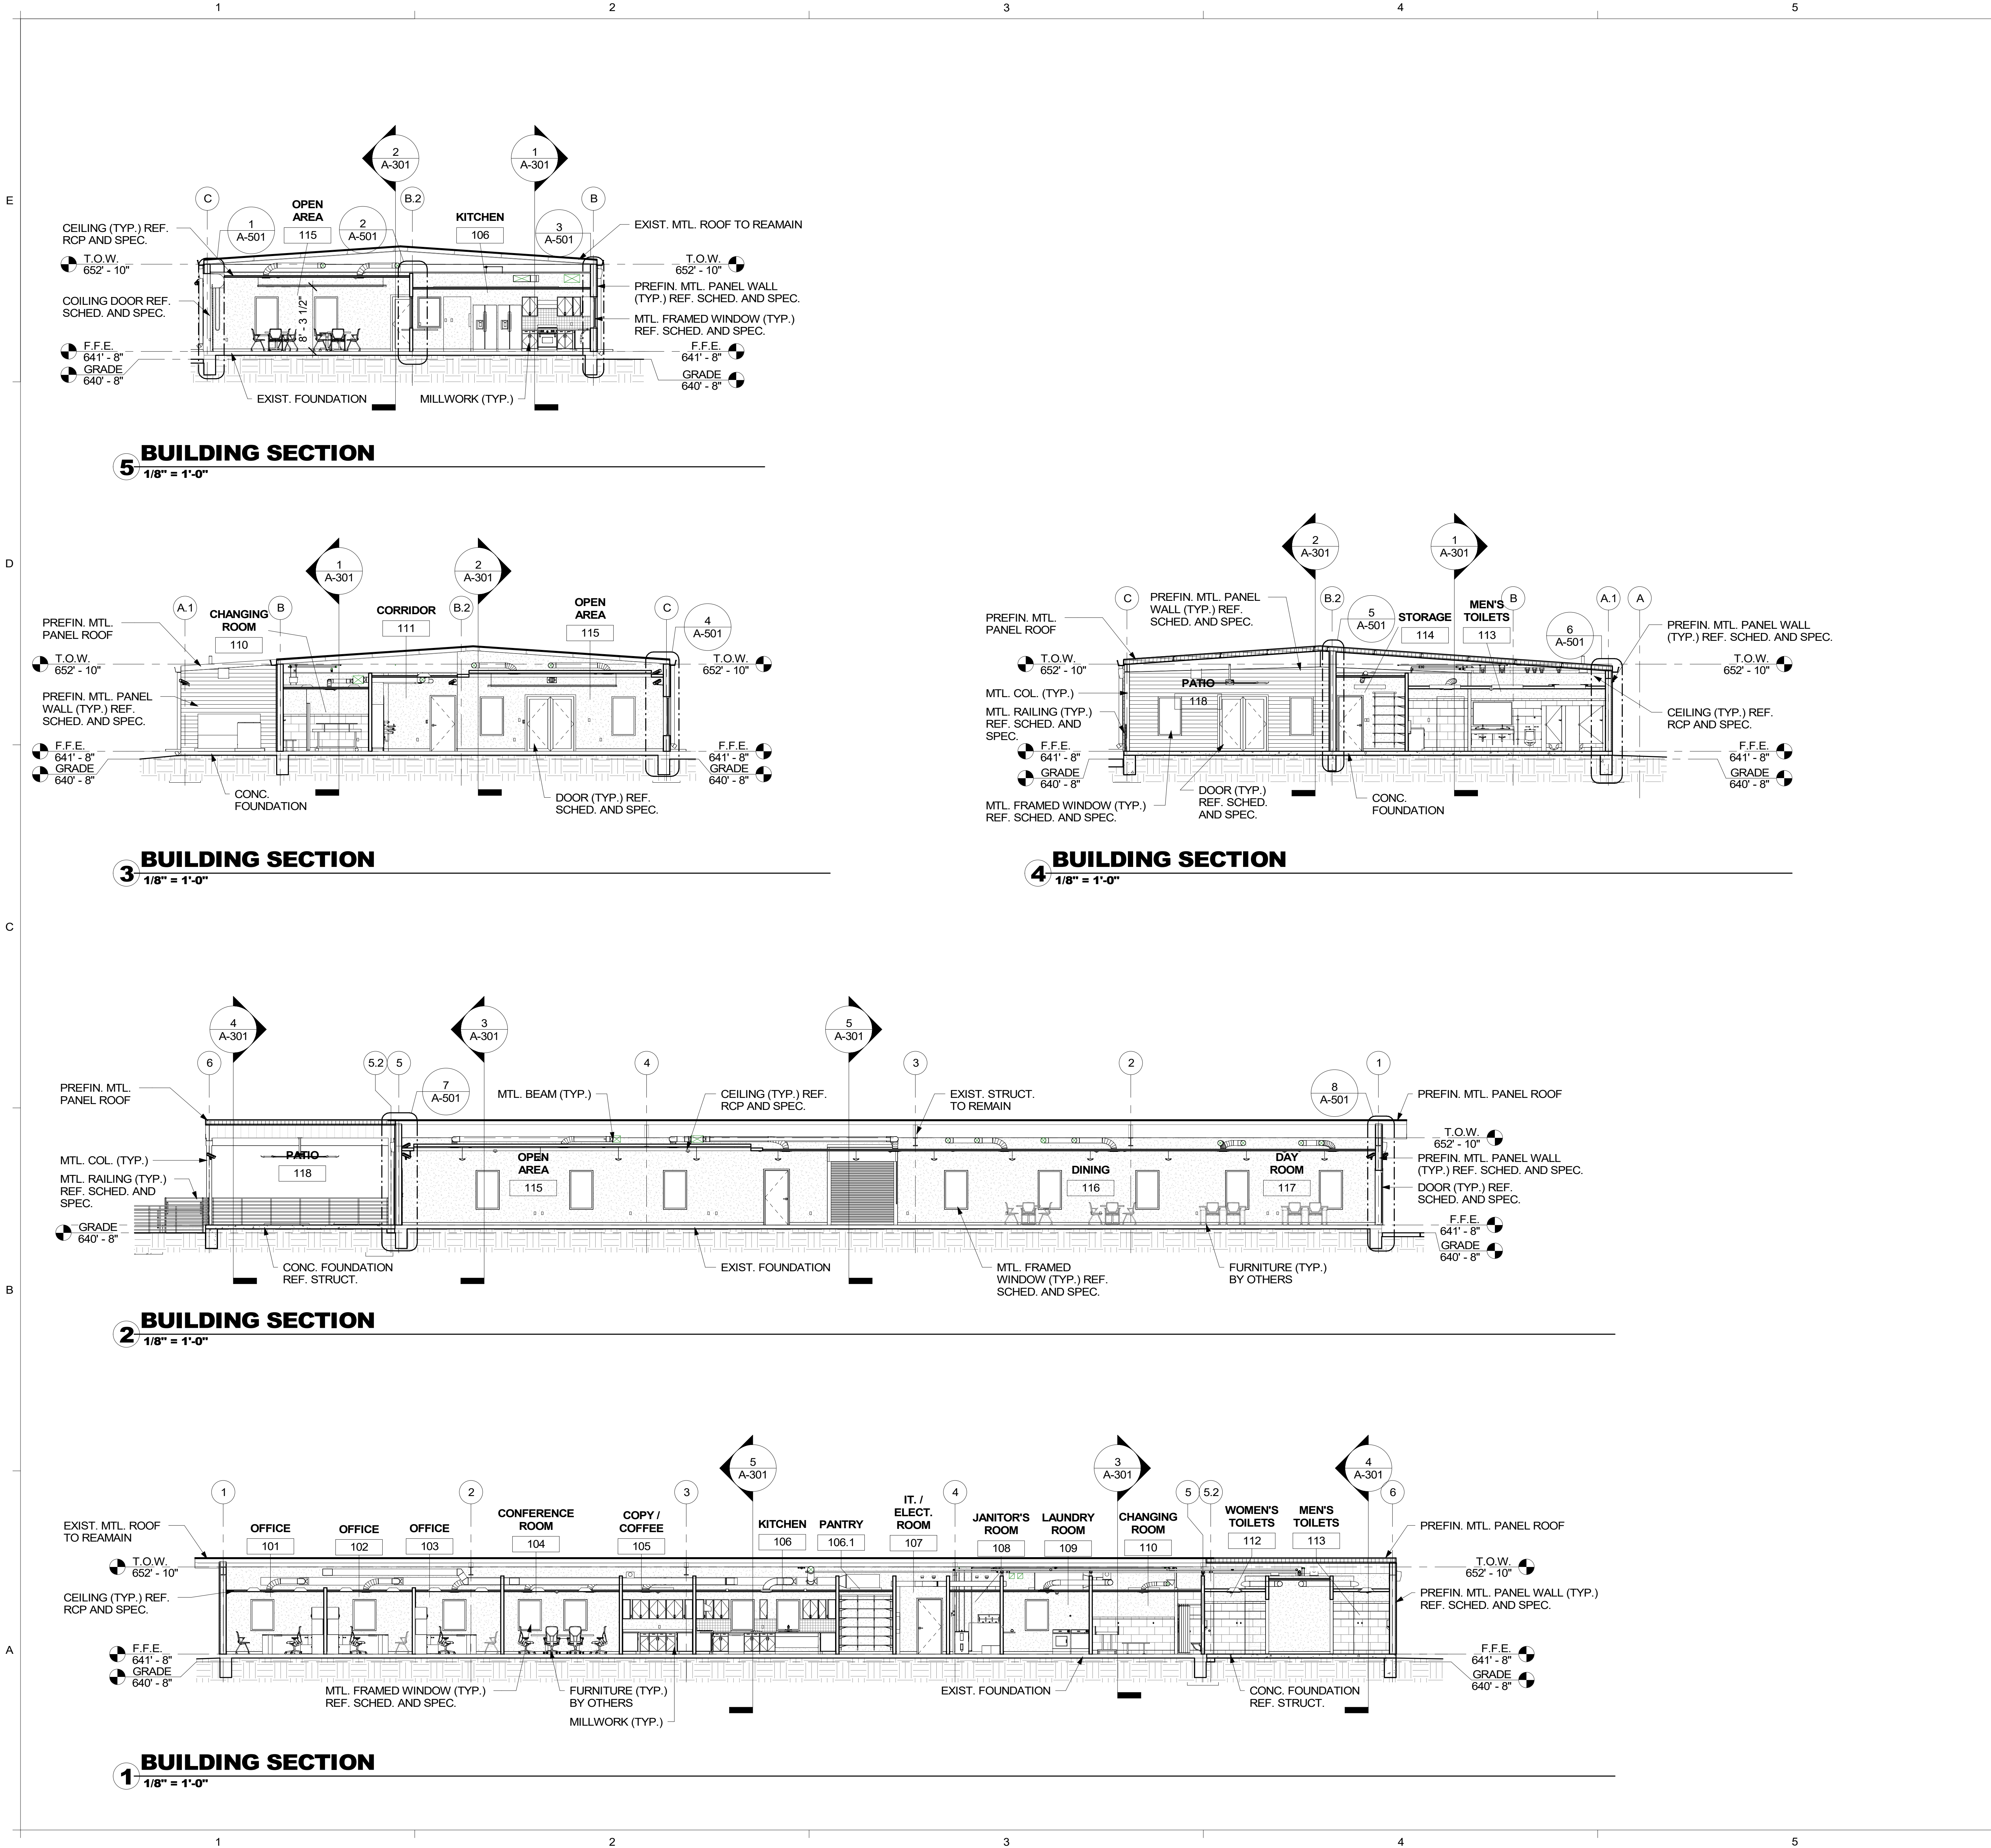 1 2 3 4 5
E
D
C
B
A
2
A-301
1
A-301
C
B.2
B
1
A-501
2
A-501
3
A-501
OPEN
AREA
115
KITCHEN
106
CEILING (TYP.) REF.
RCP AND SPEC.
T.O.W.
652' - 10"
COILING DOOR REF.
SCHED. AND SPEC.
F.F.E.
641' - 8"
GRADE
640' - 8"
8' - 3 1/2"
EXIST. MTL. ROOF TO REAMAIN
T.O.W.
652' - 10"
PREFIN. MTL. PANEL WALL
(TYP.) REF. SCHED. AND SPEC.
MTL. FRAMED WINDOW (TYP.)
REF. SCHED. AND SPEC.
F.F.E.
641' - 8"
GRADE
640' - 8"
EXIST. FOUNDATION
MILLWORK (TYP.)
5
BUILDING SECTION
1/8" = 1'-0"
1
A-301
2
A-301
A.1
B
B.2
C
CHANGING
ROOM
110
CORRIDOR
111
OPEN
AREA
115
4
A-501
PREFIN. MTL.
PANEL ROOF
T.O.W.
652' - 10"
PREFIN. MTL. PANEL
WALL (TYP.) REF.
SCHED. AND SPEC.
F.F.E.
641' - 8"
GRADE
640' - 8"
T.O.W.
652' - 10"
F.F.E.
641' - 8"
GRADE
640' - 8"
CONC.
FOUNDATION
DOOR (TYP.) REF.
SCHED. AND SPEC.
3
BUILDING SECTION
1/8" = 1'-0"
2
A-301
1
A-301
C
B.2
B
A.1
A
PREFIN. MTL. PANEL
WALL (TYP.) REF.
SCHED. AND SPEC.
5
A-501
STORAGE
114
MEN'S
TOILETS
113
6
A-501
PREFIN. MTL.
PANEL ROOF
PREFIN. MTL. PANEL WALL
(TYP.) REF. SCHED. AND SPEC.
T.O.W.
652' - 10"
PATIO
118
MTL. COL. (TYP.)
MTL. RAILING (TYP.)
REF. SCHED. AND
SPEC.
F.F.E.
641' - 8"
GRADE
640' - 8"
T.O.W.
652' - 10"
CEILING (TYP.) REF.
RCP AND SPEC.
F.F.E.
641' - 8"
GRADE
640' - 8"
MTL. FRAMED WINDOW (TYP.)
REF. SCHED. AND SPEC.
DOOR (TYP.)
REF. SCHED.
AND SPEC.
CONC.
FOUNDATION
4
BUILDING SECTION
1/8" = 1'-0"
4
A-301
3
A-301
5
A-301
6
5.2
5
4
3
2
1
PREFIN. MTL.
PANEL ROOF
7
A-501
MTL. BEAM (TYP.)
CEILING (TYP.) REF.
RCP AND SPEC.
EXIST. STRUCT.
TO REMAIN
8
A-501
PREFIN. MTL. PANEL ROOF
T.O.W.
652' - 10"
MTL. COL. (TYP.)
MTL. RAILING (TYP.)
REF. SCHED. AND
SPEC.
GRADE
640' - 8"
PATIO
118
OPEN
AREA
115
DINING
116
DAY
ROOM
117
PREFIN. MTL. PANEL WALL
(TYP.) REF. SCHED. AND SPEC.
DOOR (TYP.) REF.
SCHED. AND SPEC.
F.F.E.
641' - 8"
GRADE
640' - 8"
CONC. FOUNDATION
REF. STRUCT.
EXIST. FOUNDATION
MTL. FRAMED
WINDOW (TYP.) REF.
SCHED. AND SPEC.
FURNITURE (TYP.)
BY OTHERS
2
BUILDING SECTION
1/8" = 1'-0"
5
A-301
3
A-301
4
A-301
1
2
3
4
5
5.2
6
EXIST. MTL. ROOF
TO REAMAIN
OFFICE
101
OFFICE
102
OFFICE
103
CONFERENCE
ROOM
104
COPY /
COFFEE
105
KITCHEN
106
PANTRY
106.1
IT. /
ELECT.
ROOM
107
JANITOR'S
ROOM
108
LAUNDRY
ROOM
109
CHANGING
ROOM
110
WOMEN'S
TOILETS
112
MEN'S
TOILETS
113
PREFIN. MTL. PANEL ROOF
T.O.W.
652' - 10"
CEILING (TYP.) REF.
RCP AND SPEC.
F.F.E.
641' - 8"
GRADE
640' - 8"
T.O.W.
652' - 10"
PREFIN. MTL. PANEL WALL (TYP.)
REF. SCHED. AND SPEC.
F.F.E.
641' - 8"
GRADE
640' - 8"
MTL. FRAMED WINDOW (TYP.)
REF. SCHED. AND SPEC.
FURNITURE (TYP.)
BY OTHERS
MILLWORK (TYP.)
EXIST. FOUNDATION
CONC. FOUNDATION
REF. STRUCT.
1
BUILDING SECTION
1/8" = 1'-0"
1 2 3 4 5